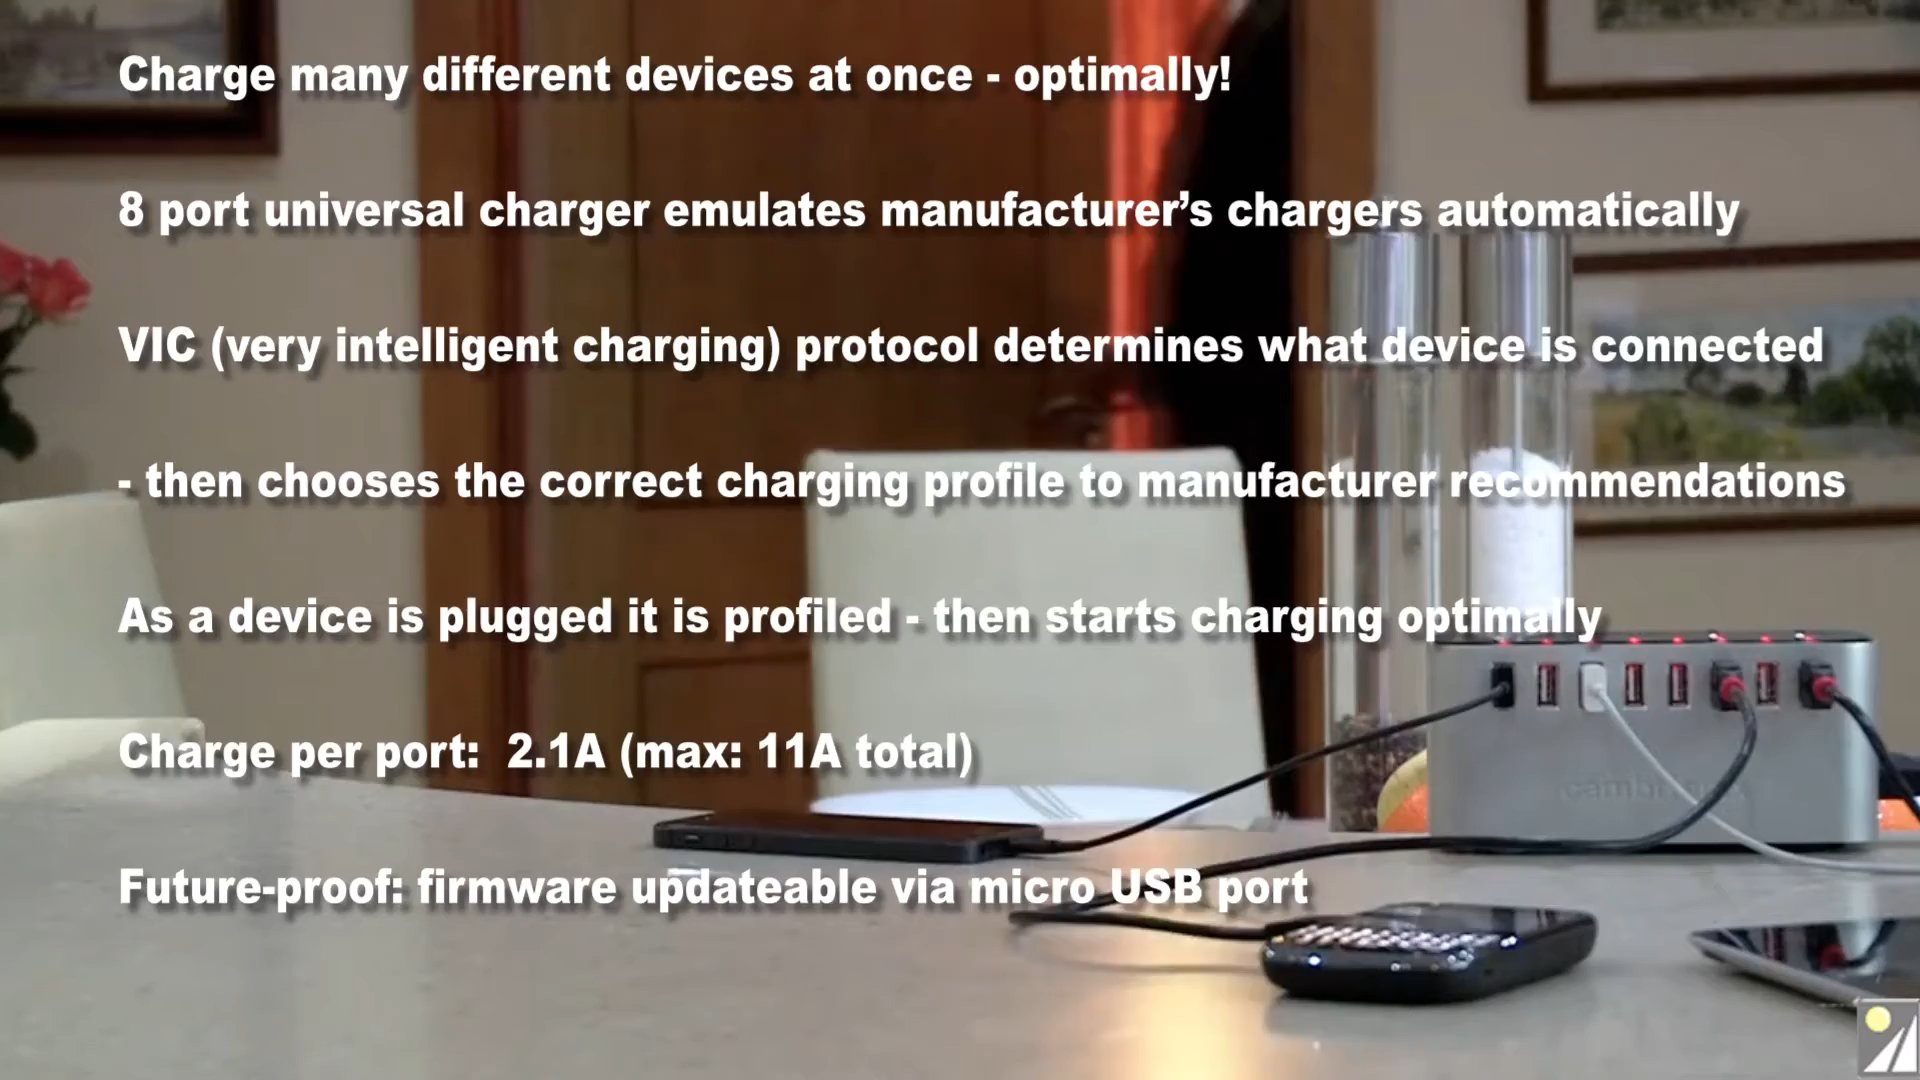 Charge many different devices at once - optimally!
8 port universal charger emulates manufacturer’s chargers automatically
VIC (very intelligent charging) protocol determines what device is connected
- then chooses the correct charging profile to manufacturer recommendations
As a device is plugged it is profiled - then starts charging optimally
Charge per port:  2.1A (max: 11A total)
Future-proof: firmware updateable via micro USB port